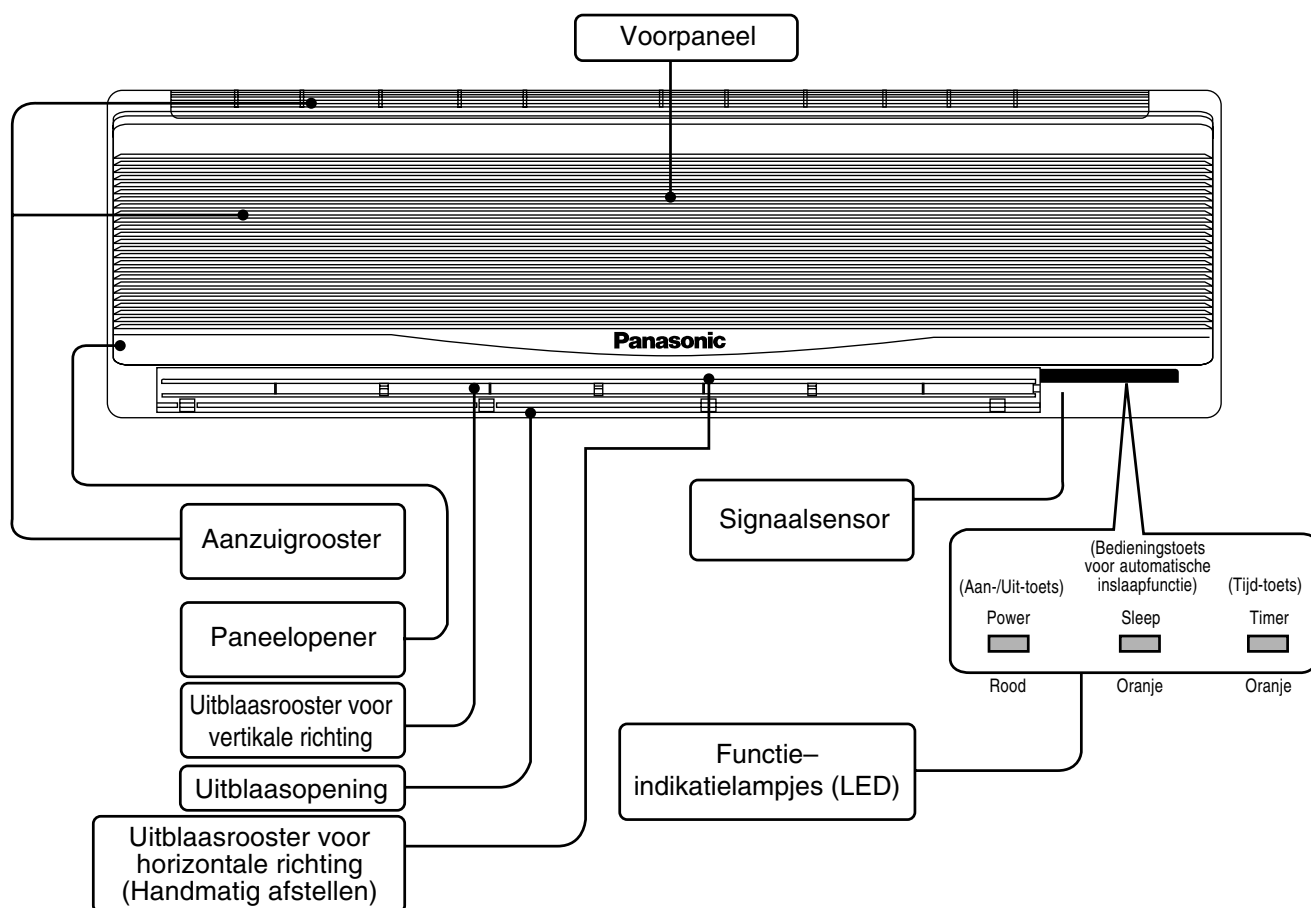 Voorpaneel
Panasonic
Aanzuigrooster
Paneelopener
Uitblaasrooster voor
vertikale richting
Uitblaasopening
Uitblaasrooster voor
horizontale richting
(Handmatig afstellen)
Signaalsensor
(Aan-/Uit-toets)
Power
Rood
(Bedieningstoets
voor automatische
inslaapfunctie)
Sleep
Oranje
(Tijd-toets)
Timer
Oranje
Functie–
indikatielampjes (LED)